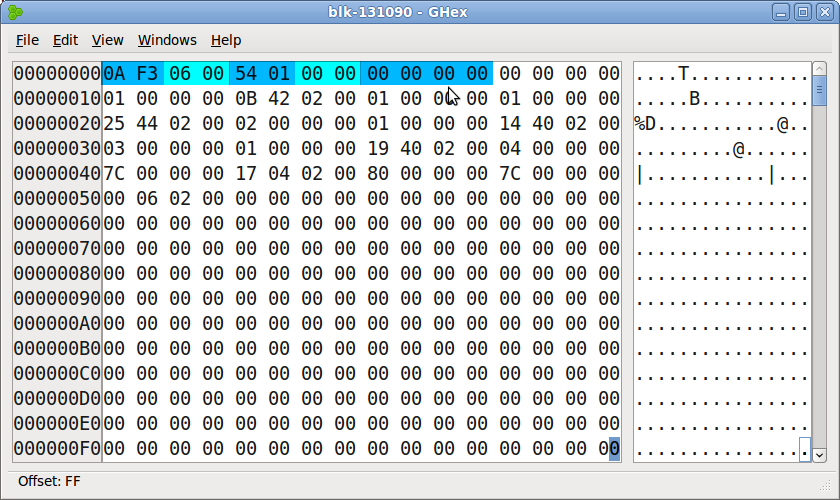 blk-131090 - GHex
File Edit View Windows Help
00000000 0A F3 06 00 54 01 00 00 00 00 00 00 00 00 00 00 ....T...........
00000010 01 00 00 00 0B 42 02 00 01 00 00 00 01 00 00 00 .....B..........
00000020 25 44 02 00 02 00 00 00 01 00 00 00 14 40 02 00 %D...........@..
00000030 03 00 00 00 01 00 00 00 19 40 02 00 04 00 00 00 .........@......
00000040 7C 00 00 00 17 04 02 00 80 00 00 00 7C 00 00 00 |...........|...
00000050 00 06 02 00 00 00 00 00 00 00 00 00 00 00 00 00 ................
00000060 00 00 00 00 00 00 00 00 00 00 00 00 00 00 00 00 ................
00000070 00 00 00 00 00 00 00 00 00 00 00 00 00 00 00 00 ................
00000080 00 00 00 00 00 00 00 00 00 00 00 00 00 00 00 00 ................
00000090 00 00 00 00 00 00 00 00 00 00 00 00 00 00 00 00 ................
000000A0 00 00 00 00 00 00 00 00 00 00 00 00 00 00 00 00 ................
000000B0 00 00 00 00 00 00 00 00 00 00 00 00 00 00 00 00 ................
000000C0 00 00 00 00 00 00 00 00 00 00 00 00 00 00 00 00 ................
000000D0 00 00 00 00 00 00 00 00 00 00 00 00 00 00 00 00 ................
000000E0 00 00 00 00 00 00 00 00 00 00 00 00 00 00 00 00 ................
000000F0 00 00 00 00 00 00 00 00 00 00 00 00 00 00 00 00 ................
Offset: FF